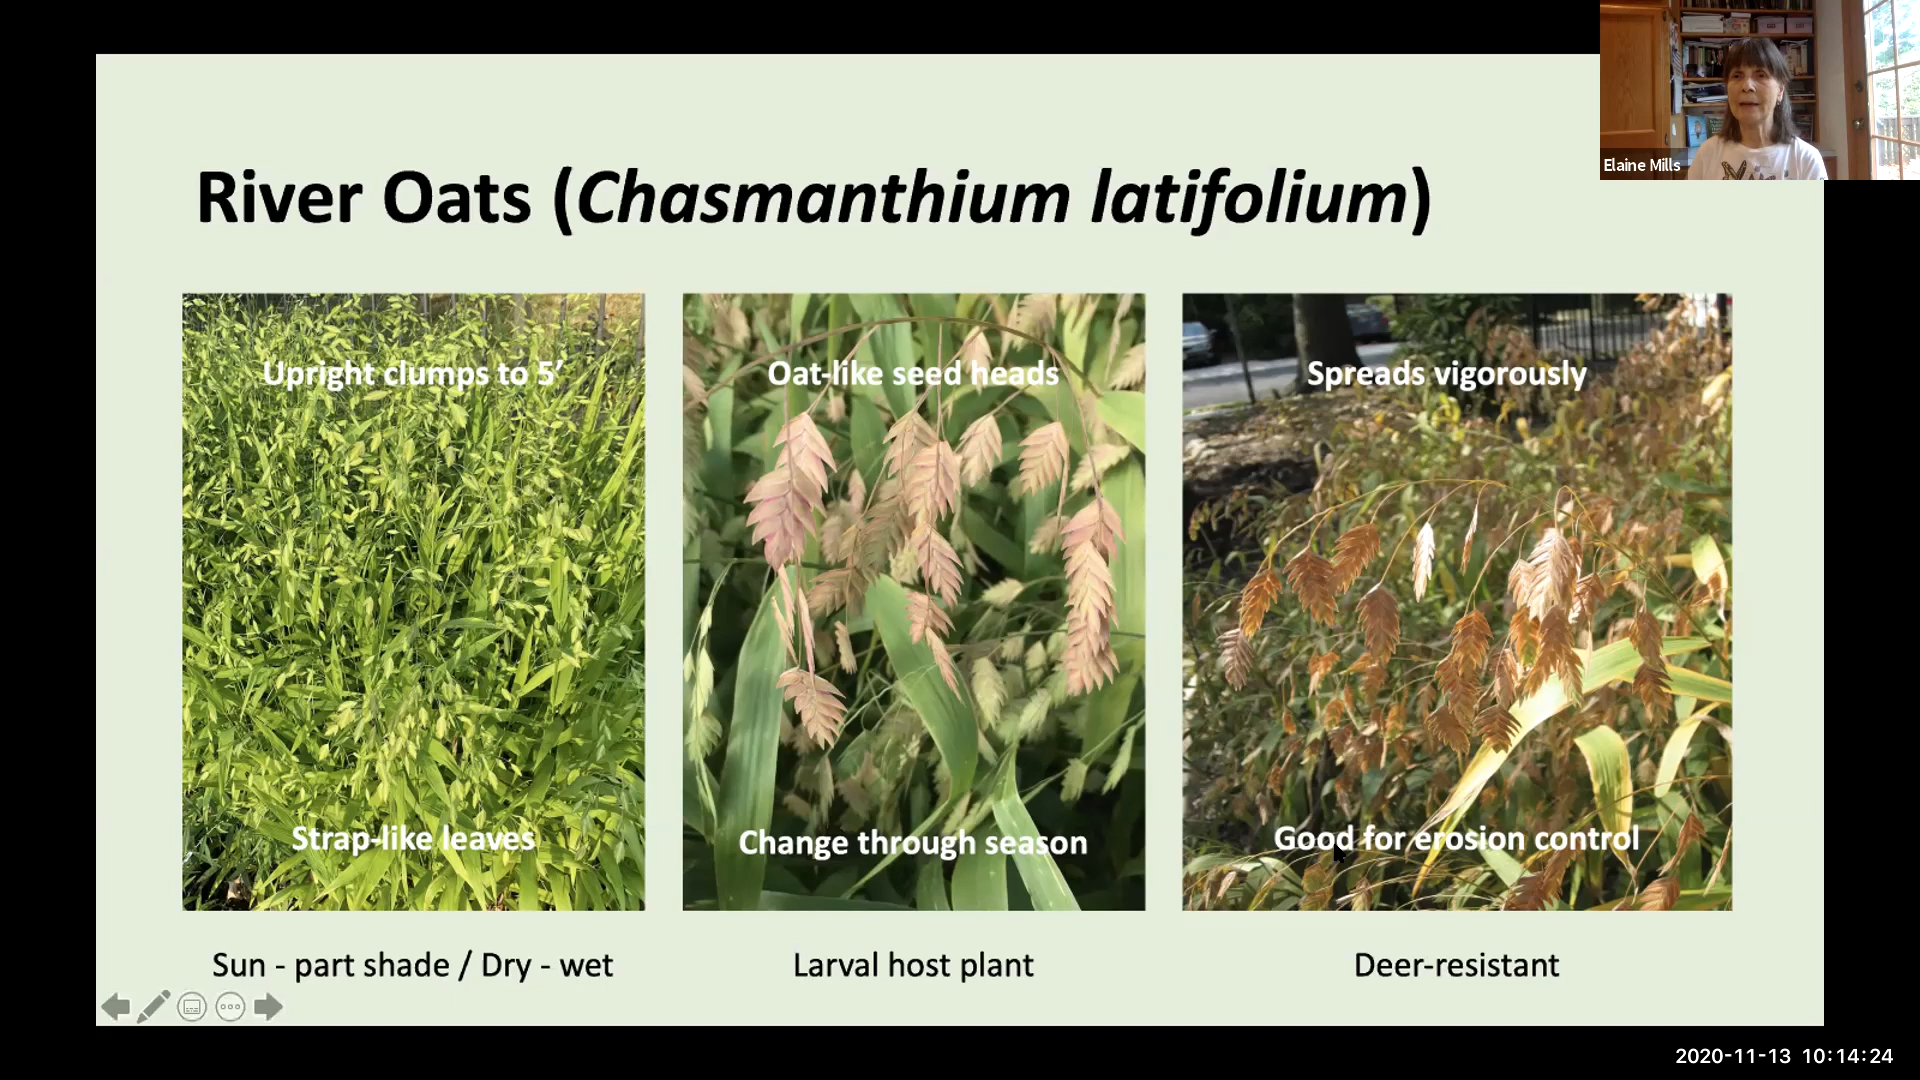 Elaine Mills
River Oats (Chasmanthium latifolium)
Upright clumps to 5’
Strap-like leaves
Sun - part shade / Dry - wet
Oat-like seed heads
Change through season
Larval host plant
Spreads vigorously
Good for erosion control
Deer-resistant
2020-11-13 10:14:24